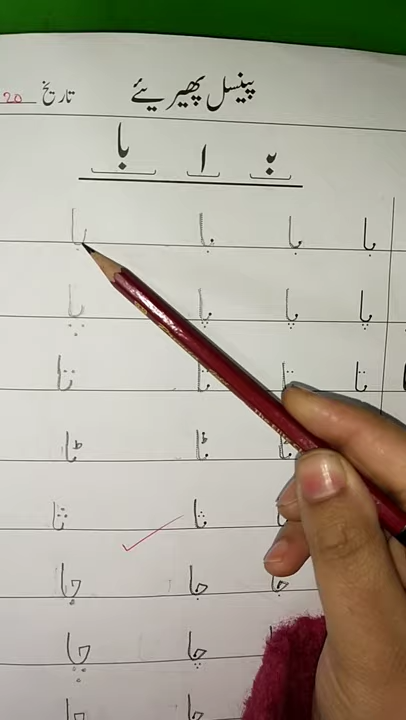 پینسل پھیریئے تاریخ 20
بـ ا با
با با با با
پا پا پا پا
تا تا تا تا
ٹا ٹا ٹا
ثا ثا ثا
جا جا جا
چا چا